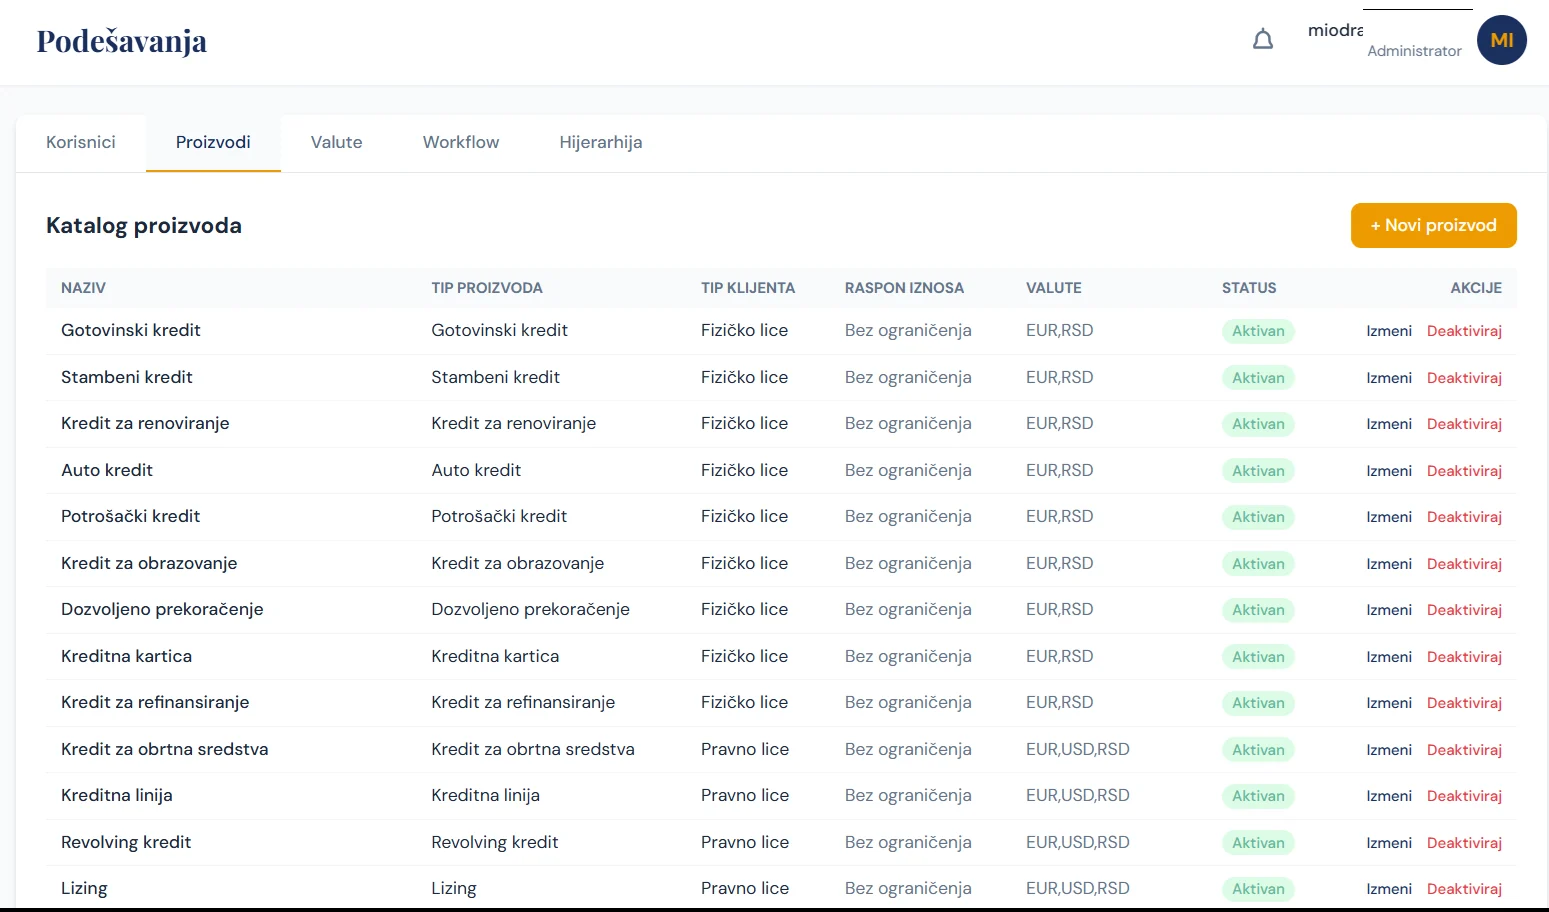 Podešavanja
miodra
Administrator
MI
Korisnici Proizvodi Valute Workflow Hijerarhija
Katalog proizvoda
+ Novi proizvod
NAZIV TIP PROIZVODA TIP KLIJENTA RASPON IZNOSA VALUTE STATUS AKCIJE
Gotovinski kredit Gotovinski kredit Fizičko lice Bez ograničenja EUR,RSD Aktivan Izmeni Deaktiviraj
Stambeni kredit Stambeni kredit Fizičko lice Bez ograničenja EUR,RSD Aktivan Izmeni Deaktiviraj
Kredit za renoviranje Kredit za renoviranje Fizičko lice Bez ograničenja EUR,RSD Aktivan Izmeni Deaktiviraj
Auto kredit Auto kredit Fizičko lice Bez ograničenja EUR,RSD Aktivan Izmeni Deaktiviraj
Potrošački kredit Potrošački kredit Fizičko lice Bez ograničenja EUR,RSD Aktivan Izmeni Deaktiviraj
Kredit za obrazovanje Kredit za obrazovanje Fizičko lice Bez ograničenja EUR,RSD Aktivan Izmeni Deaktiviraj
Dozvoljeno prekoračenje Dozvoljeno prekoračenje Fizičko lice Bez ograničenja EUR,RSD Aktivan Izmeni Deaktiviraj
Kreditna kartica Kreditna kartica Fizičko lice Bez ograničenja EUR,RSD Aktivan Izmeni Deaktiviraj
Kredit za refinansiranje Kredit za refinansiranje Fizičko lice Bez ograničenja EUR,RSD Aktivan Izmeni Deaktiviraj
Kredit za obrtna sredstva Kredit za obrtna sredstva Pravno lice Bez ograničenja EUR,USD,RSD Aktivan Izmeni Deaktiviraj
Kreditna linija Kreditna linija Pravno lice Bez ograničenja EUR,USD,RSD Aktivan Izmeni Deaktiviraj
Revolving kredit Revolving kredit Pravno lice Bez ograničenja EUR,USD,RSD Aktivan Izmeni Deaktiviraj
Lizing Lizing Pravno lice Bez ograničenja EUR,USD,RSD Aktivan Izmeni Deaktiviraj